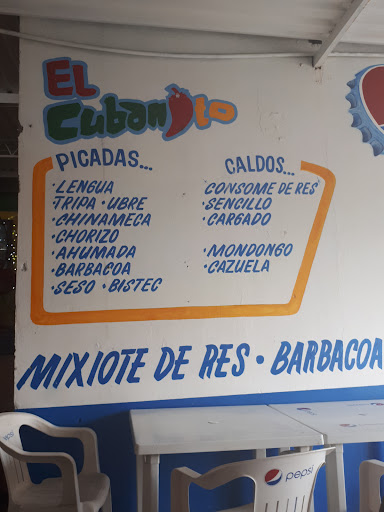 EL
Cubanito
PICADAS...
·LENGUA
·TRIPA ·UBRE
·CHINAMECA
·CHORIZO
·AHUMADA
·BARBACOA
·SESO ·BISTEC
CALDOS...
·CONSOME DE RES
·SENCILLO
·CARGADO
·MONDONGO
·CAZUELA
MIXIOTE DE RES · BARBACOA
pepsi